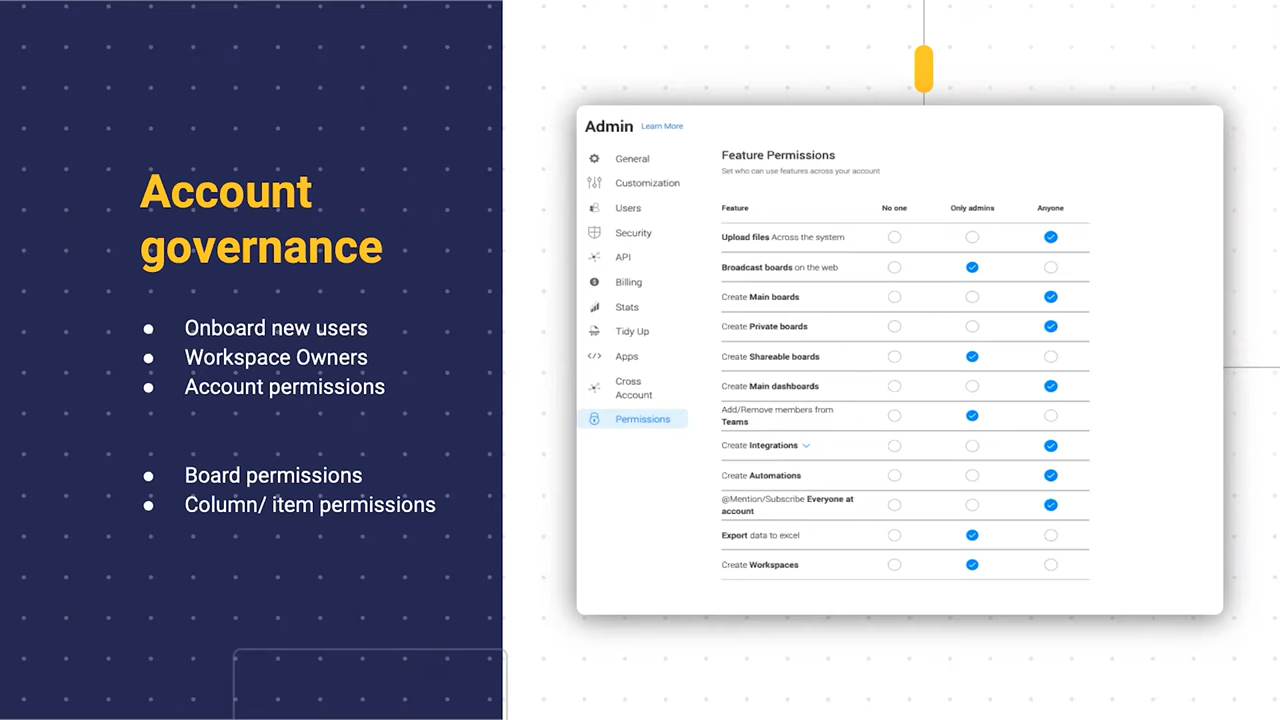 Account
governance
● Onboard new users
● Workspace Owners
● Account permissions
● Board permissions
● Column/ item permissions
Admin Learn More
General
Customization
Users
Security
API
Billing
Stats
Tidy Up
Apps
Cross
Account
Permissions
Feature Permissions
Set who can use features across your account
Feature No one Only admins Anyone
Upload files Across the system
Broadcast boards on the web
Create Main boards
Create Private boards
Create Shareable boards
Create Main dashboards
Add/Remove members from
Teams
Create Integrations
Create Automations
@Mention/Subscribe Everyone at
account
Export data to excel
Create Workspaces